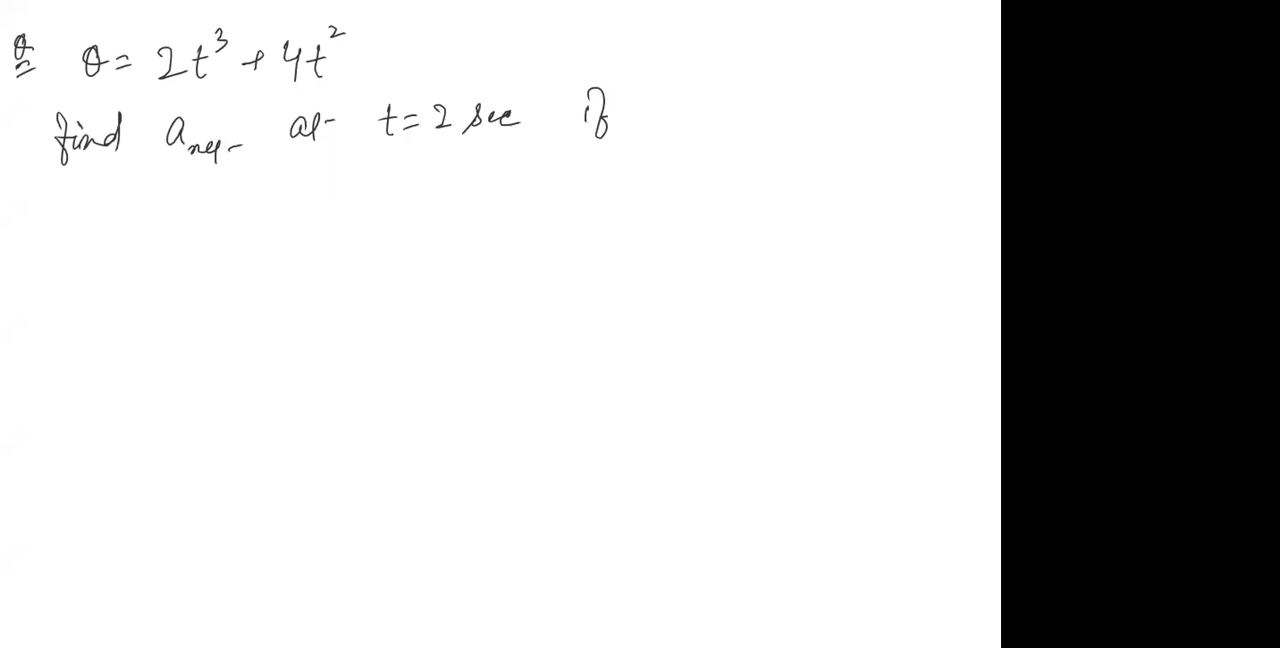 Q θ = 2t³ + 4t²
find a_net at t = 2 sec if